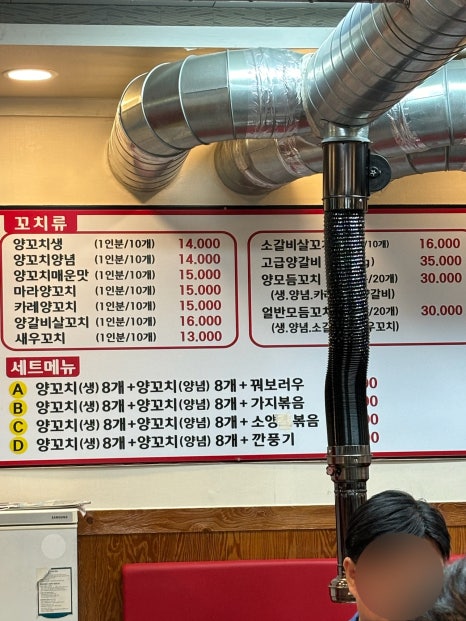 꼬치류
양꼬치생 (1인분/10개) 14.000
양꼬치양념 (1인분/10개) 14.000
양꼬치매운맛 (1인분/10개) 15.000
마라양꼬치 (1인분/10개) 15.000
카레양꼬치 (1인분/10개) 15.000
양갈비살꼬치 (1인분/10개) 16.000
새우꼬치 (1인분/10개) 13.000
소갈비살꼬 /10개) 16.000
고급양갈비 g) 35.000
양모듬꼬치 /20개) 30.000
(생.양념.카 갈비)
일반모듬꼬치 /20개) 30.000
(생.양념.소갈 우꼬치)
세트메뉴
A 양꼬치(생) 8개+양꼬치(양념) 8개+꿔보러우
B 양꼬치(생) 8개+양꼬치(양념) 8개+가지볶음
C 양꼬치(생) 8개+양꼬치(양념) 8개+소양 볶음
D 양꼬치(생) 8개+양꼬치(양념) 8개+깐풍기
SAMSUNG